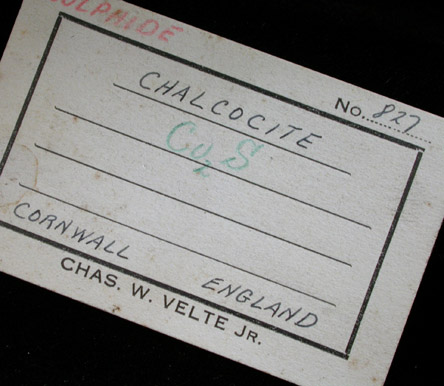 SULPHIDE
No. 827
CHALCOCITE
Cu2S
CORNWALL ENGLAND
CHAS. W. VELTE JR.